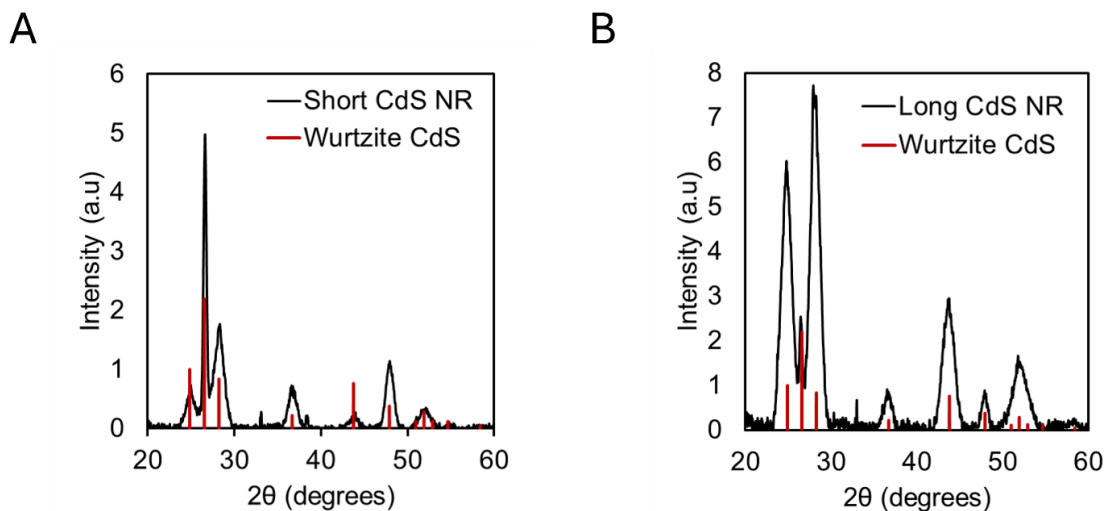 A
B
6
5
4
3
2
1
0
Intensity (a.u)
Short CdS NR
Wurtzite CdS
20 30 40 50 60
2θ (degrees)
8
7
6
5
4
3
2
1
0
Intensity (a.u)
Long CdS NR
Wurtzite CdS
20 30 40 50 60
2θ (degrees)